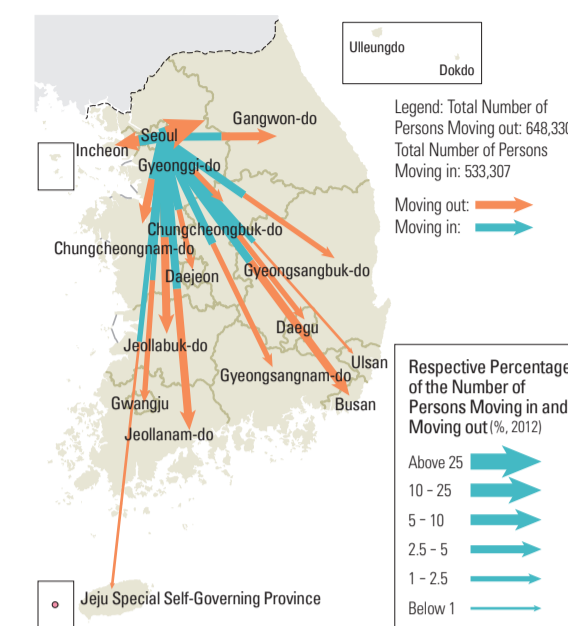 Ulleungdo
Dokdo
Gangwon-do
Seoul
Incheon
Gyeonggi-do
Chungcheongbuk-do
Chungcheongnam-do
Daejeon
Gyeongsangbuk-do
Daegu
Jeollabuk-do
Ulsan
Gyeongsangnam-do
Gwangju
Busan
Jeollanam-do
Jeju Special Self-Governing Province
Legend: Total Number of
Persons Moving out: 648,330
Total Number of Persons
Moving in: 533,307
Moving out:
Moving in:
Respective Percentage
of the Number of
Persons Moving in and
Moving out (%, 2012)
Above 25
10 - 25
5 - 10
2.5 - 5
1 - 2.5
Below 1